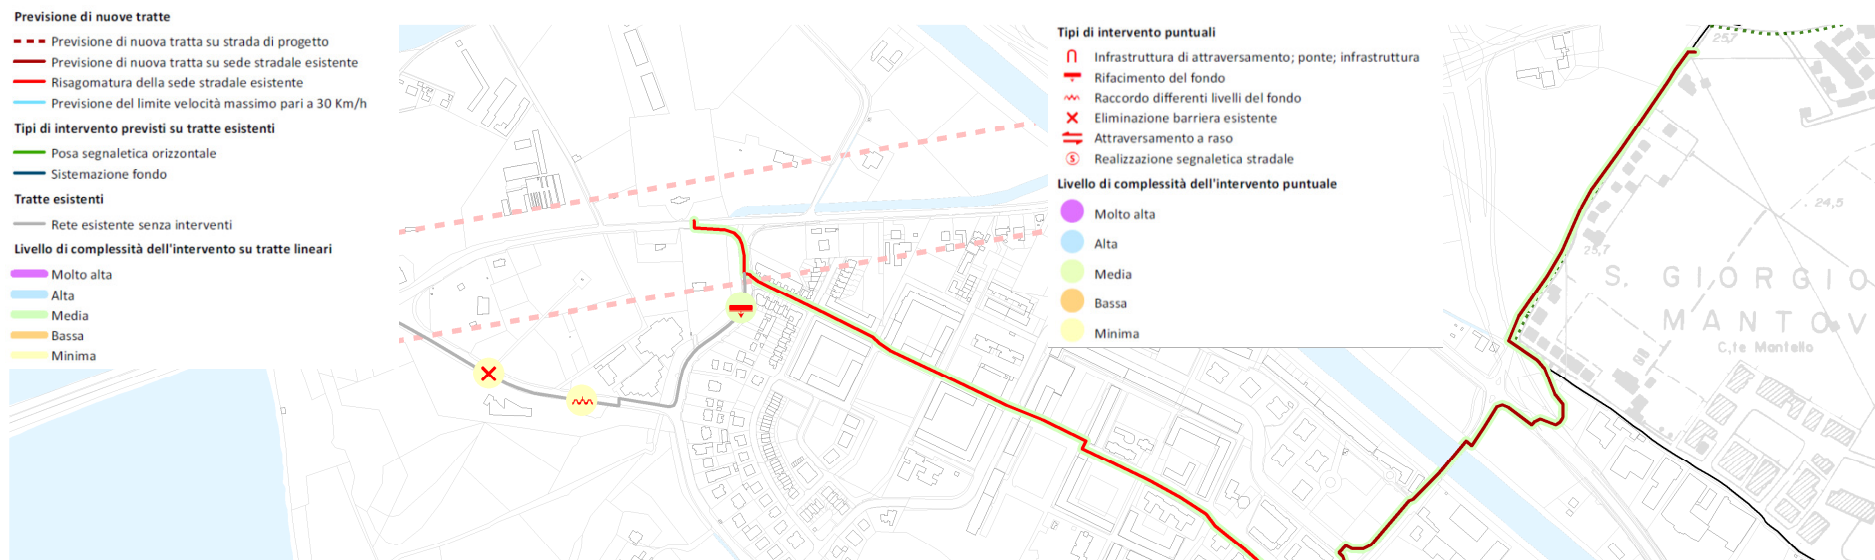 Previsione di nuove tratte
Previsione di nuova tratta su strada di progetto
Previsione di nuova tratta su sede stradale esistente
Risagomatura della sede stradale esistente
Previsione del limite velocità massimo pari a 30 Km/h
Tipi di intervento previsti su tratte esistenti
Posa segnaletica orizzontale
Sistemazione fondo
Tratte esistenti
Rete esistente senza interventi
Livello di complessità dell'intervento su tratte lineari
Molto alta
Alta
Media
Bassa
Minima
Tipi di intervento puntuali
Infrastruttura di attraversamento; ponte; infrastruttura
Rifacimento del fondo
Raccordo differenti livelli del fondo
Eliminazione barriera esistente
Attraversamento a raso
S Realizzazione segnaletica stradale
Livello di complessità dell'intervento puntuale
Molto alta
Alta
Media
Bassa
Minima
25,7
24,5
25,7
S. GIORGIO
MANTOV
C.te Mantello